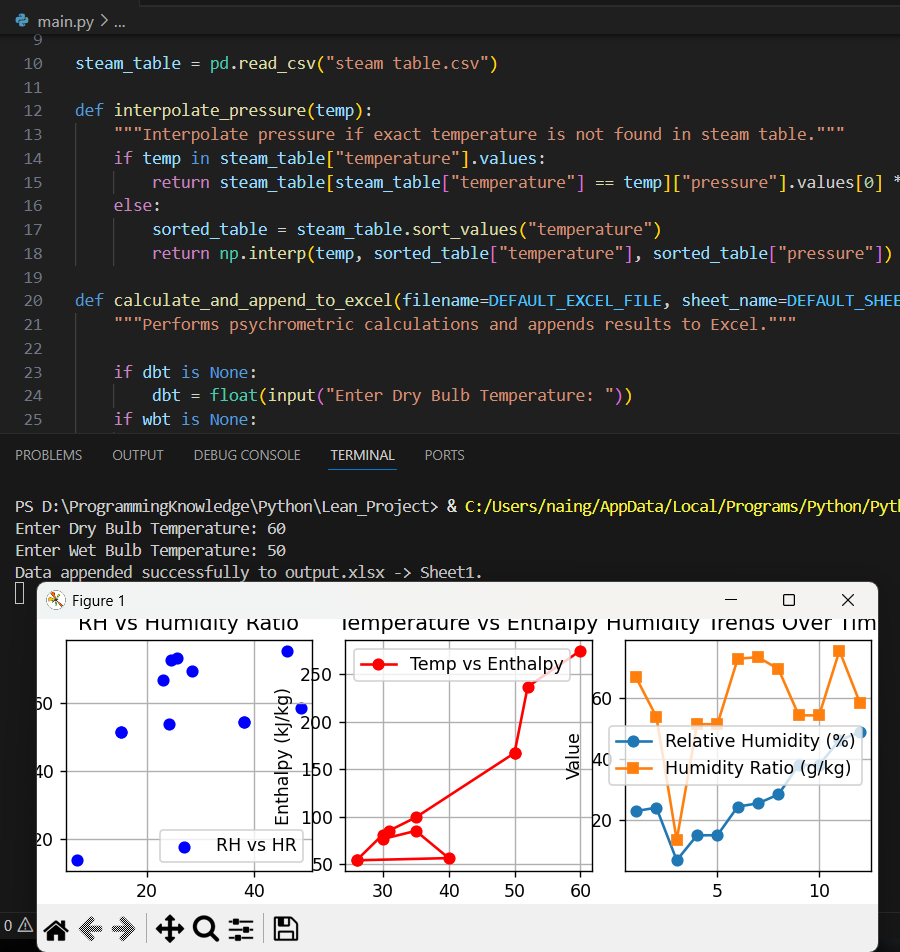 main.py > ...
9
10 steam_table = pd.read_csv("steam table.csv")
11
12 def interpolate_pressure(temp):
13 """Interpolate pressure if exact temperature is not found in steam table."""
14 if temp in steam_table["temperature"].values:
15 return steam_table[steam_table["temperature"] == temp]["pressure"].values[0] *
16 else:
17 sorted_table = steam_table.sort_values("temperature")
18 return np.interp(temp, sorted_table["temperature"], sorted_table["pressure"])
19
20 def calculate_and_append_to_excel(filename=DEFAULT_EXCEL_FILE, sheet_name=DEFAULT_SHEE
21 """Performs psychrometric calculations and appends results to Excel."""
22
23 if dbt is None:
24 dbt = float(input("Enter Dry Bulb Temperature: "))
25 if wbt is None:
PROBLEMS OUTPUT DEBUG CONSOLE TERMINAL PORTS
PS D:\ProgrammingKnowledge\Python\Lean_Project> & C:/Users/naing/AppData/Local/Programs/Python/Pyth
Enter Dry Bulb Temperature: 60
Enter Wet Bulb Temperature: 50
Data appended successfully to output.xlsx -> Sheet1.
Figure 1
RH vs Humidity Ratio
60
40
20
RH vs HR
20 40
Temperature vs Enthalpy
Enthalpy (kJ/kg)
Temp vs Enthalpy
250
200
150
100
50
30 40 50 60
Humidity Trends Over Tim
Value
60
40
20
Relative Humidity (%)
Humidity Ratio (g/kg)
5 10
0